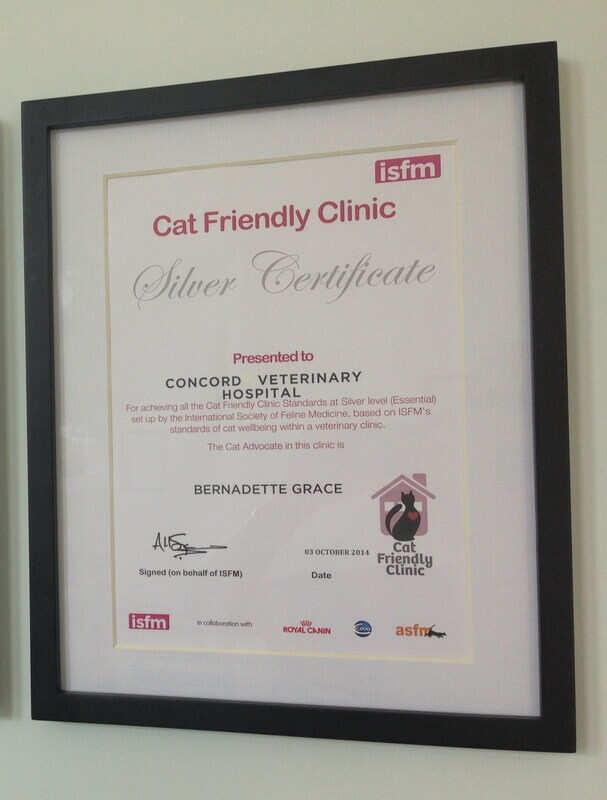 isfm
Cat Friendly Clinic
Silver Certificate
Presented to
CONCORD VETERINARY
HOSPITAL
For achieving all the Cat Friendly Clinic Standards at Silver level (Essential)
set up by the International Society of Feline Medicine, based on ISFM's
standards of cat wellbeing within a veterinary clinic.
The Cat Advocate in this clinic is
BERNADETTE GRACE
03 OCTOBER 2014
Signed (on behalf of ISFM)
Date
Cat
Friendly
Clinic
isfm
in collaboration with
ROYAL CANIN
asfm